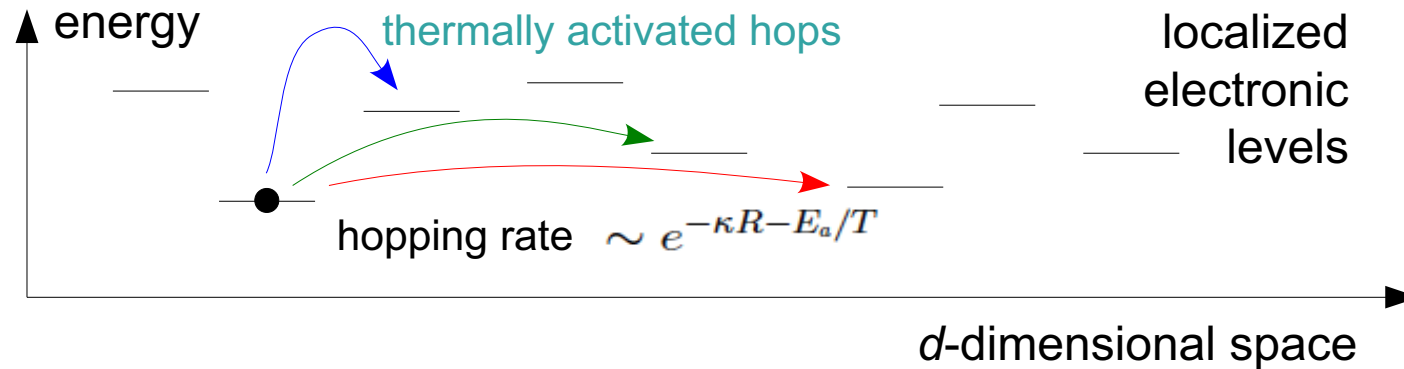 energy
thermally activated hops
localized
electronic
levels
hopping rate ∼ e^{-κR-E_a/T}
d-dimensional space